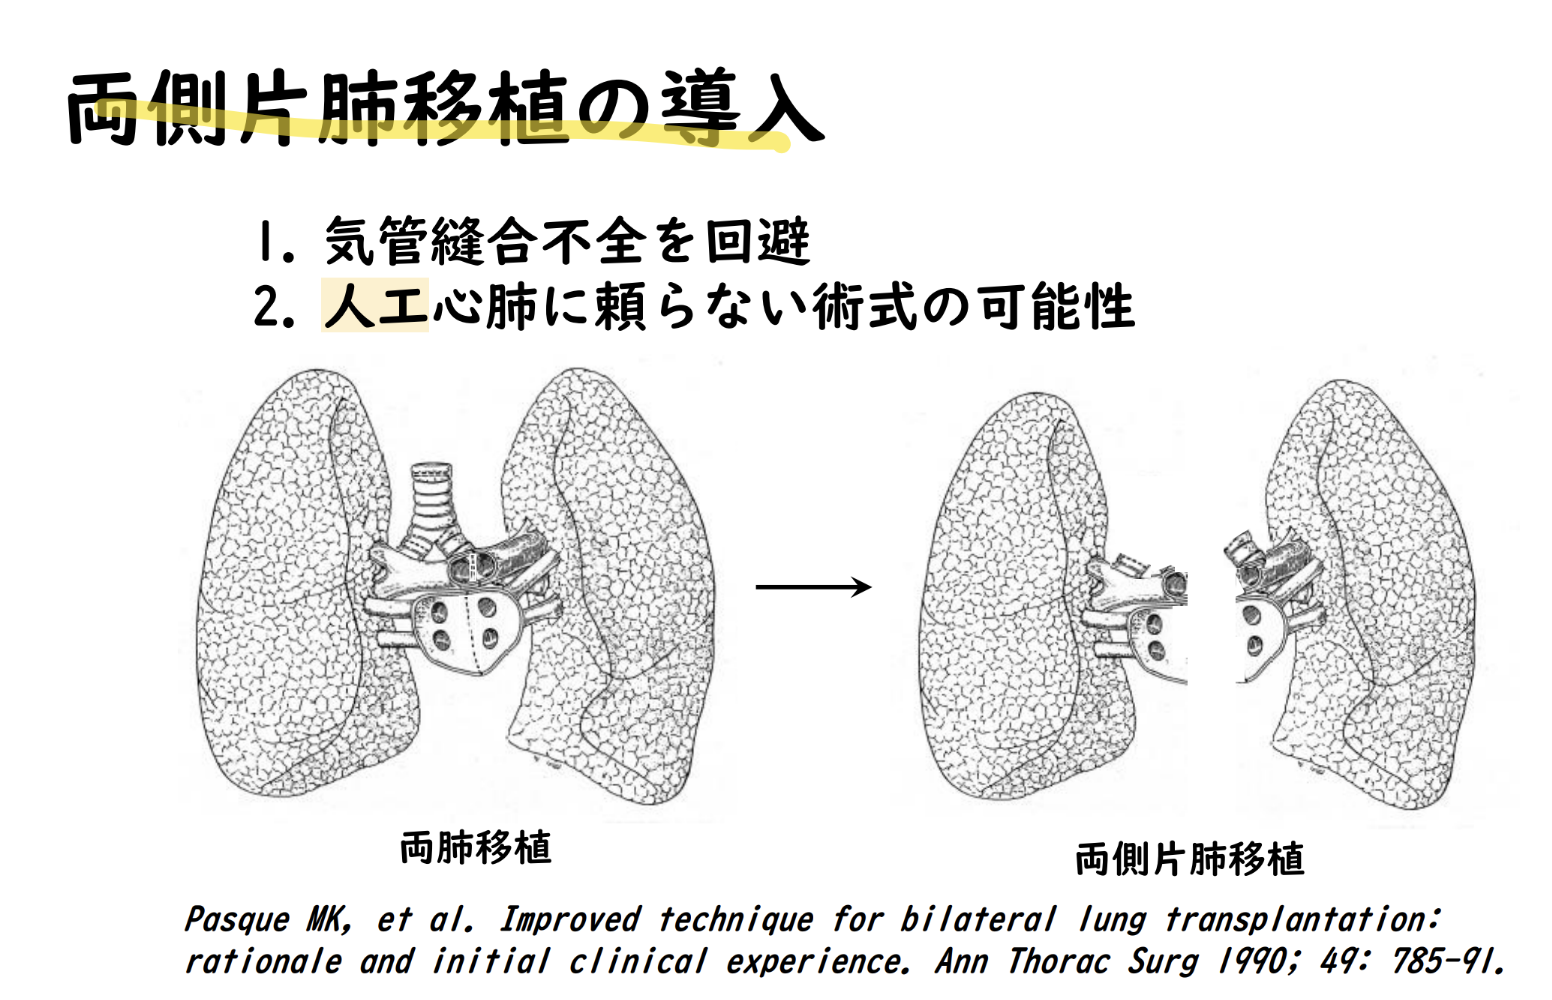 両側片肺移植の導入
1. 気管縫合不全を回避
2. 人工心肺に頼らない術式の可能性
両肺移植
両側片肺移植
Pasque MK, et al. Improved technique for bilateral lung transplantation:
rationale and initial clinical experience. Ann Thorac Surg 1990; 49: 785-91.